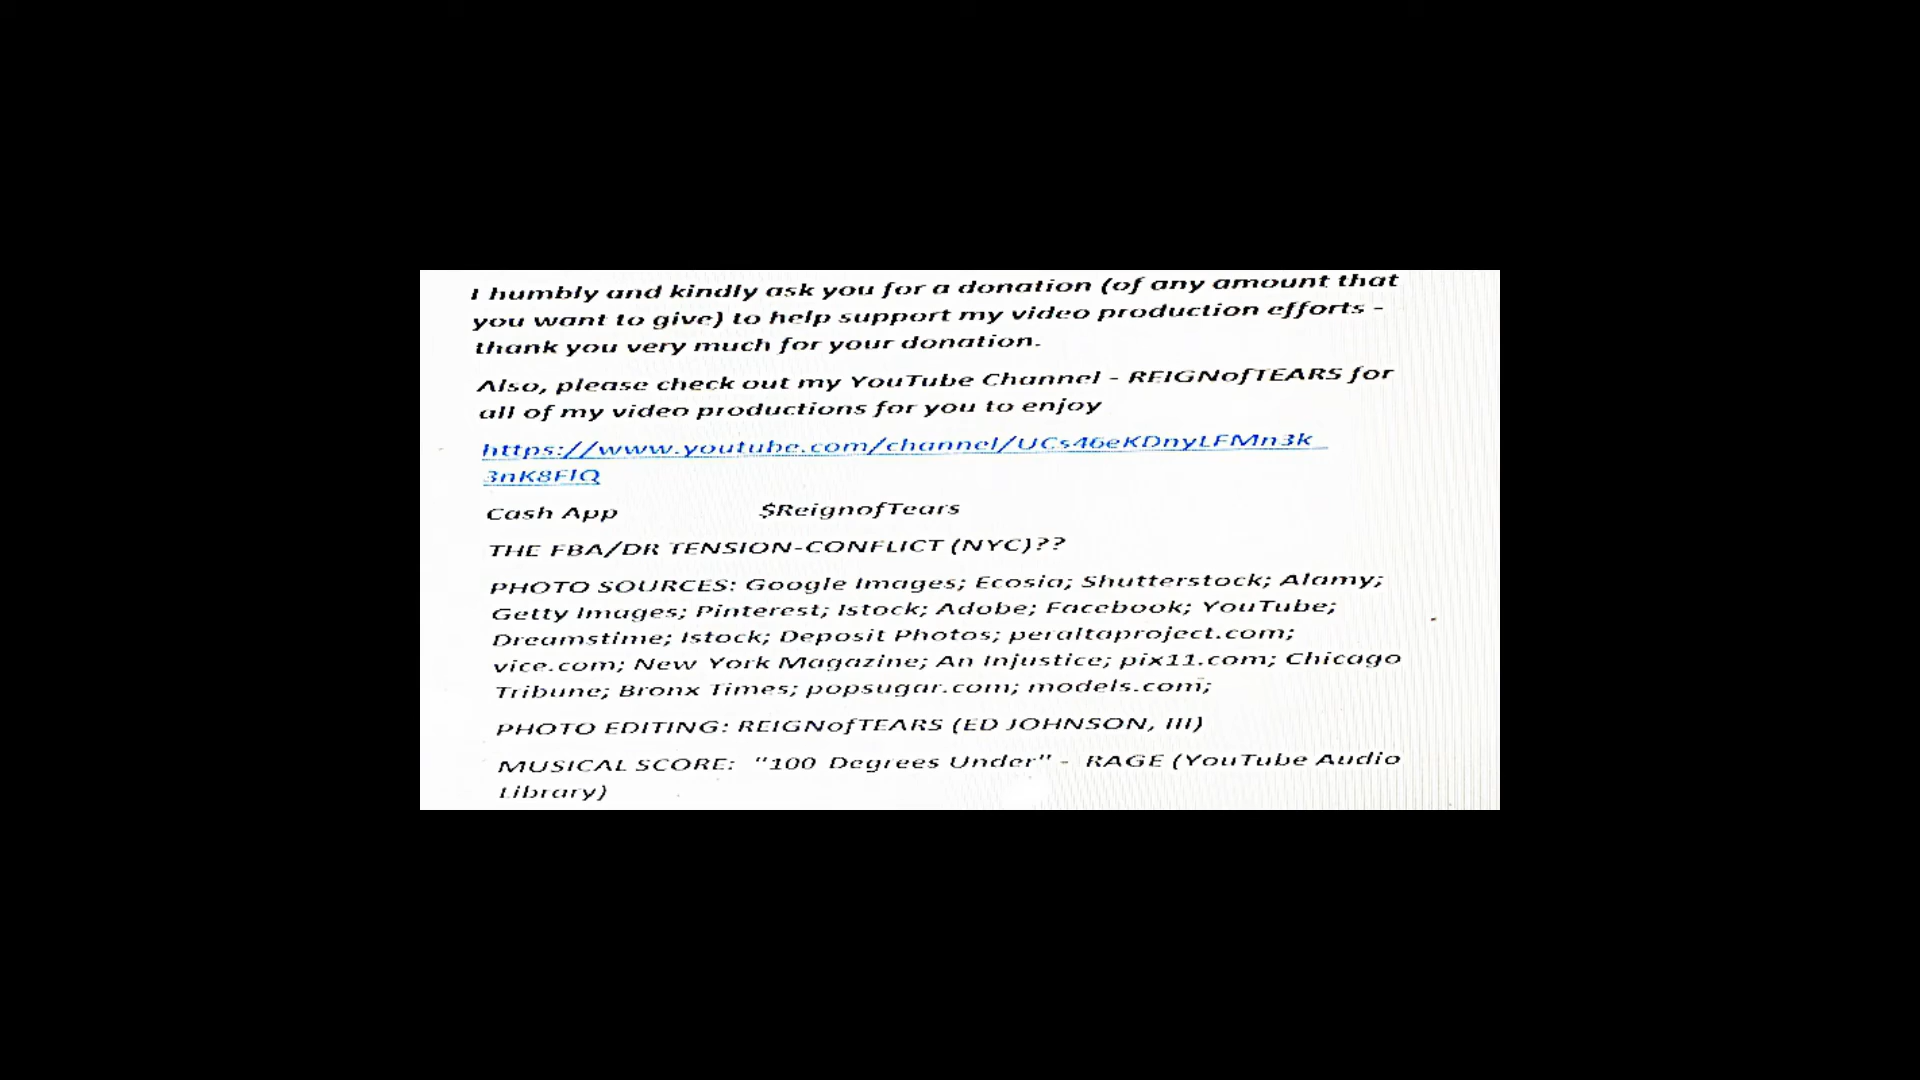 I humbly and kindly ask you for a donation (of any amount that
you want to give) to help support my video production efforts -
thank you very much for your donation.
Also, please check out my YouTube Channel - REIGNofTEARS for
all of my video productions for you to enjoy
https://www.youtube.com/channel/UCs46eKDnyLFMn3k_
3nK8FlQ
Cash App $ReignofTears
THE FBA/DR TENSION-CONFLICT (NYC)??
PHOTO SOURCES: Google Images; Ecosia; Shutterstock; Alamy;
Getty Images; Pinterest; Istock; Adobe; Facebook; YouTube;
Dreamstime; Istock; Deposit Photos; peraltaproject.com;
vice.com; New York Magazine; An Injustice; pix11.com; Chicago
Tribune; Bronx Times; popsugar.com; models.com;
PHOTO EDITING: REIGNofTEARS (ED JOHNSON, III)
MUSICAL SCORE: "100 Degrees Under" - RAGE (YouTube Audio
Library)